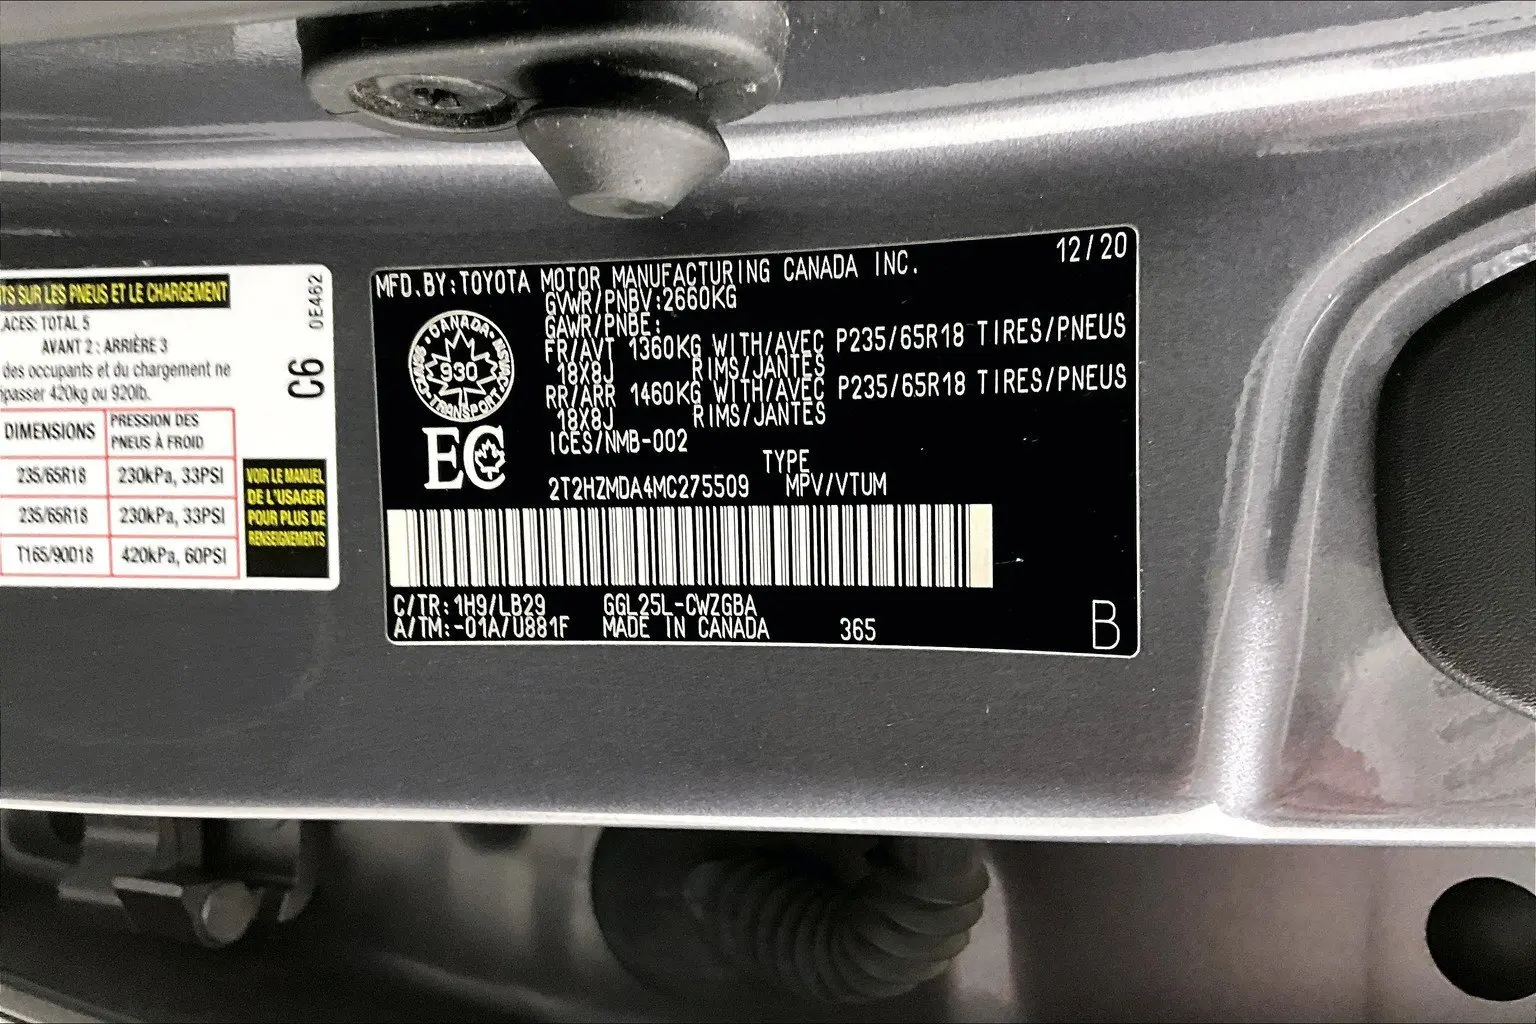 TS SUR LES PNEUS ET LE CHARGEMENT
ACES: TOTAL 5
AVANT 2 : ARRIÈRE 3
des occupants et du chargement ne
passer 420kg ou 920lb.
DIMENSIONS PRESSION DES PNEUS À FROID
235/65R18 230kPa, 33PSI
235/65R18 230kPa, 33PSI
T165/90D18 420kPa, 60PSI
0E462
C6
VOIR LE MANUEL
DE L'USAGER
POUR PLUS DE
RENSEIGNEMENTS
12/20
MFD.BY:TOYOTA MOTOR MANUFACTURING CANADA INC.
GVWR/PNBV:2660KG
GAWR/PNBE:
FR/AVT 1360KG WITH/AVEC P235/65R18 TIRES/PNEUS
18X8J RIMS/JANTES
RR/ARR 1460KG WITH/AVEC P235/65R18 TIRES/PNEUS
18X8J RIMS/JANTES
ICES/NMB-002
CANADA
930
TRANSPORT
EC
TYPE
2T2HZMDA4MC275509 MPV/VTUM
C/TR:1H9/LB29 GGL25L-CWZGBA
A/TM:-01A/U881F MADE IN CANADA 365
B